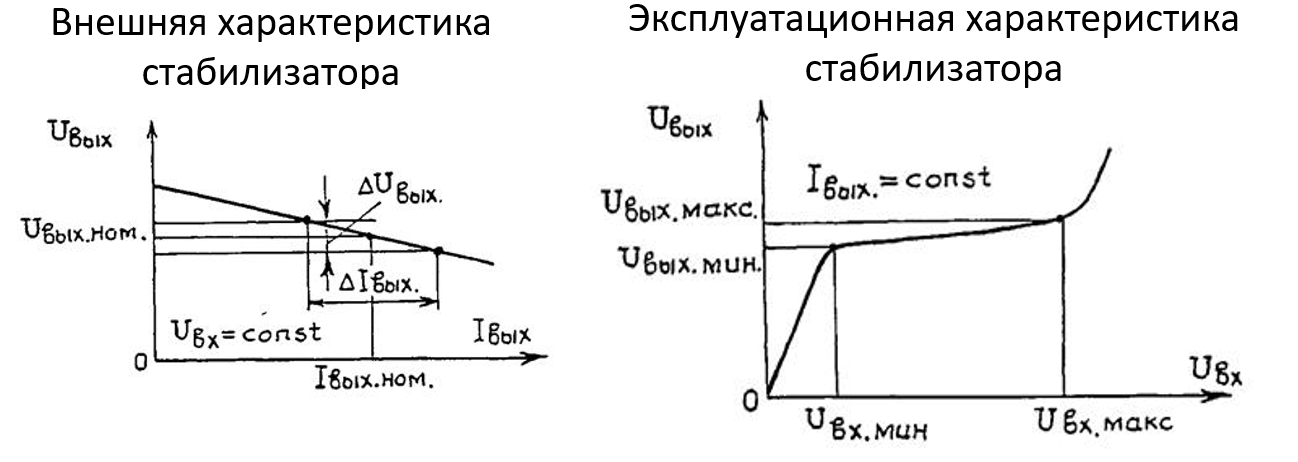 Внешняя характеристика
стабилизатора
Uвых
ΔUвых.
Uвых.ном.
ΔIвых.
Uвх=const
Iвых
0
Iвых.ном.
Эксплуатационная характеристика
стабилизатора
Uвых
Iвых.=const
Uвых.макс.
Uвых.мин.
Uвх
0
Uвх.мин
Uвх.макс